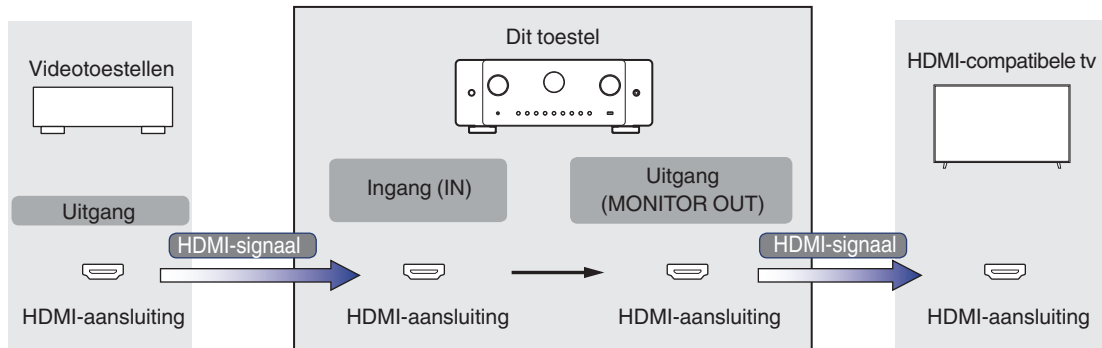 Dit toestel
Videotoestellen
HDMI-compatibele tv
Ingang (IN)
Uitgang
(MONITOR OUT)
Uitgang
HDMI-signaal
HDMI-signaal
HDMI-aansluiting
HDMI-aansluiting
HDMI-aansluiting
HDMI-aansluiting